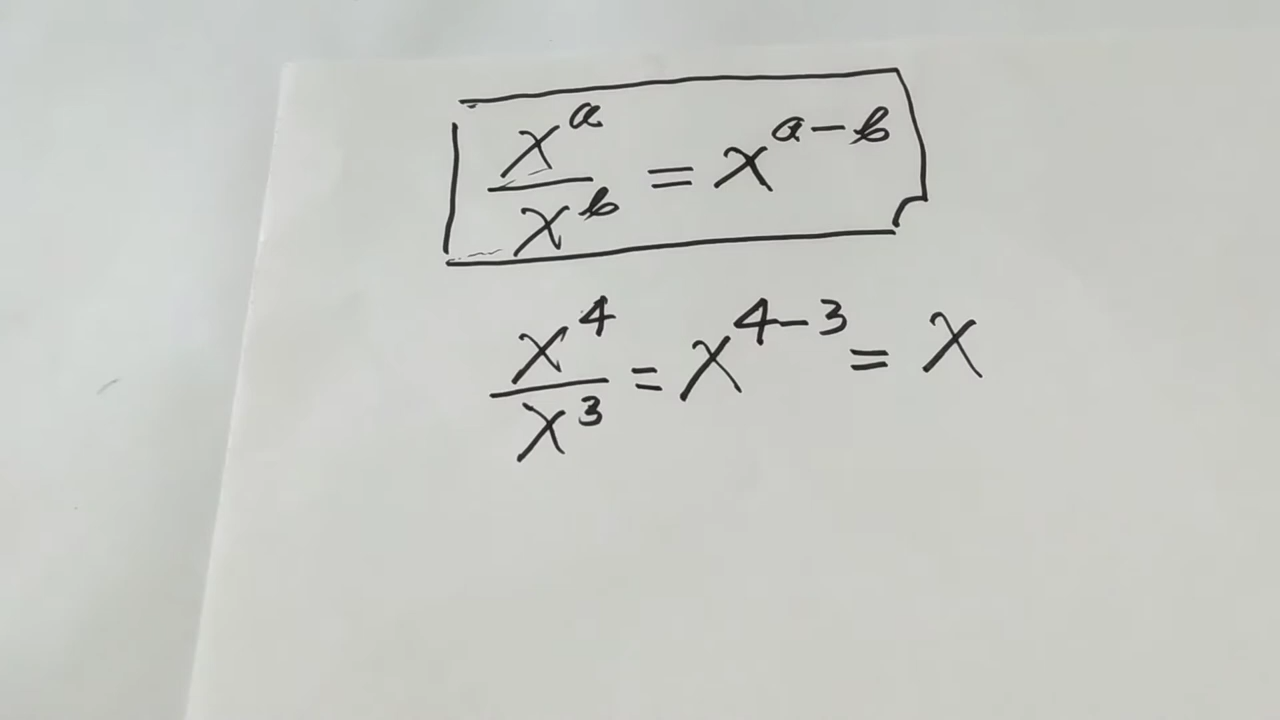 x^a / x^b = x^{a-b}
x^4 / x^3 = x^{4-3} = x